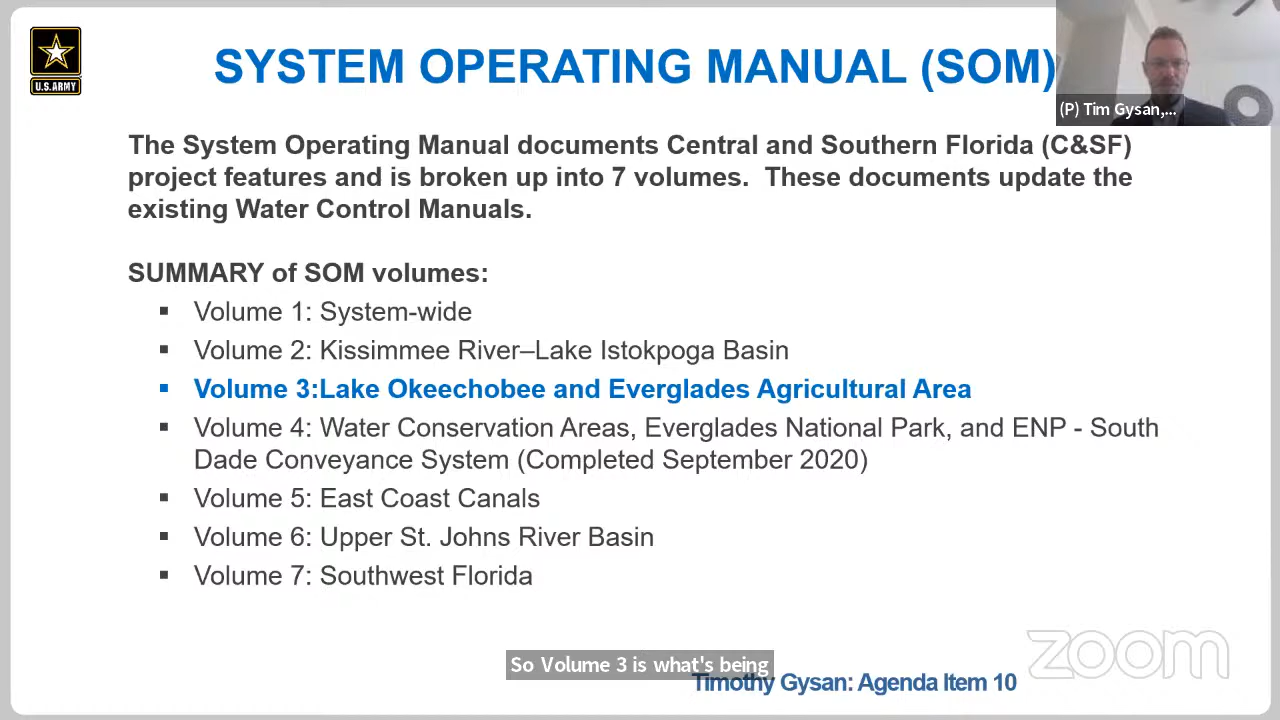 U.S.ARMY
SYSTEM OPERATING MANUAL (SOM)
(P) Tim Gysan,...
The System Operating Manual documents Central and Southern Florida (C&SF)
project features and is broken up into 7 volumes.  These documents update the
existing Water Control Manuals.
SUMMARY of SOM volumes:
▪ Volume 1: System-wide
▪ Volume 2: Kissimmee River–Lake Istokpoga Basin
▪ Volume 3:Lake Okeechobee and Everglades Agricultural Area
▪ Volume 4: Water Conservation Areas, Everglades National Park, and ENP - South
Dade Conveyance System (Completed September 2020)
▪ Volume 5: East Coast Canals
▪ Volume 6: Upper St. Johns River Basin
▪ Volume 7: Southwest Florida
zoom
So Volume 3 is what's being
Timothy Gysan: Agenda Item 10